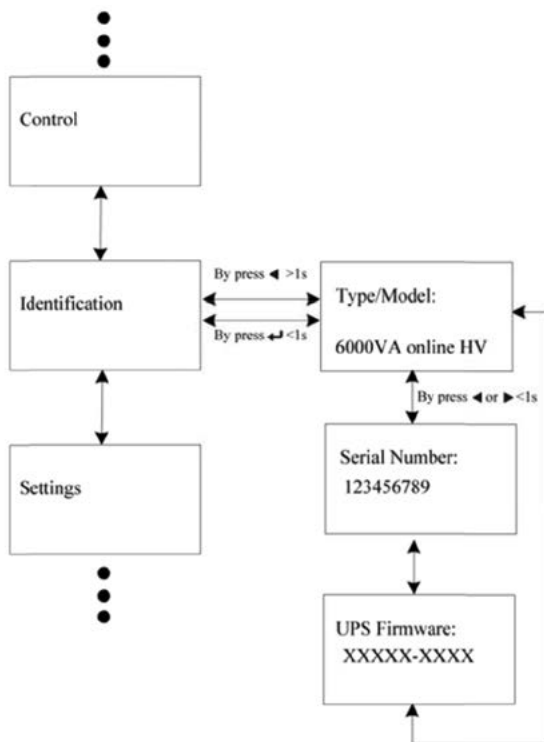 Control
Identification
By press ◄ >1s
By press ↵ <1s
Type/Model:
6000VA online HV
By press ◄ or ► <1s
Settings
Serial Number:
123456789
UPS Firmware:
XXXXX-XXXX